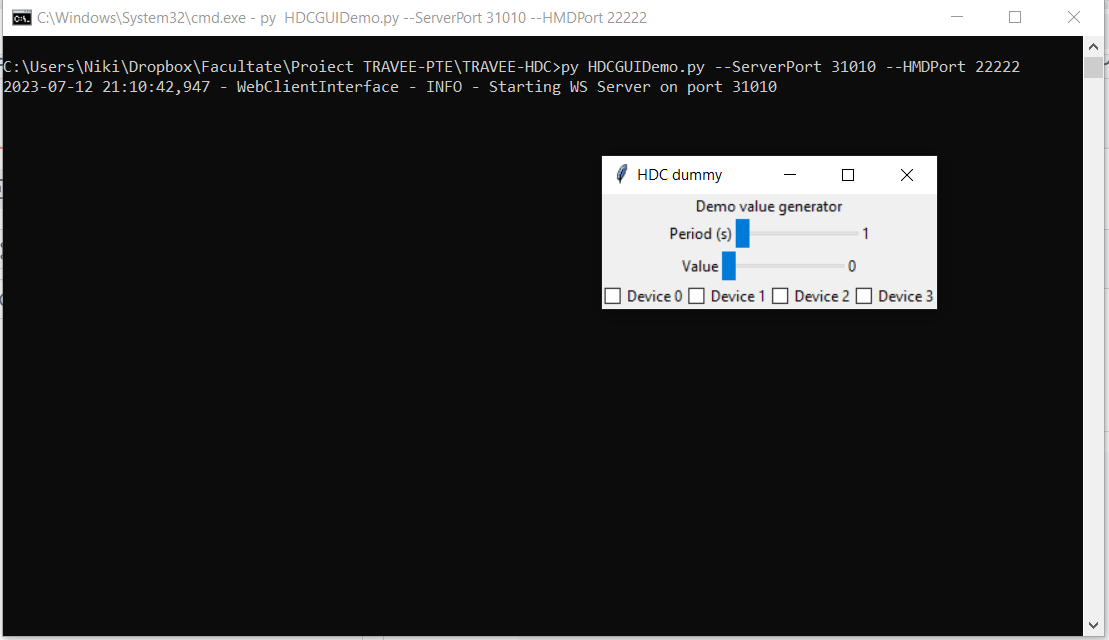 C:\Windows\System32\cmd.exe - py  HDCGUIDemo.py --ServerPort 31010 --HMDPort 22222
C:\Users\Niki\Dropbox\Facultate\Proiect TRAVEE-PTE\TRAVEE-HDC>py HDCGUIDemo.py --ServerPort 31010 --HMDPort 22222
2023-07-12 21:10:42,947 - WebClientInterface - INFO - Starting WS Server on port 31010
HDC dummy
Demo value generator
Period (s) 1
Value 0
Device 0 Device 1 Device 2 Device 3